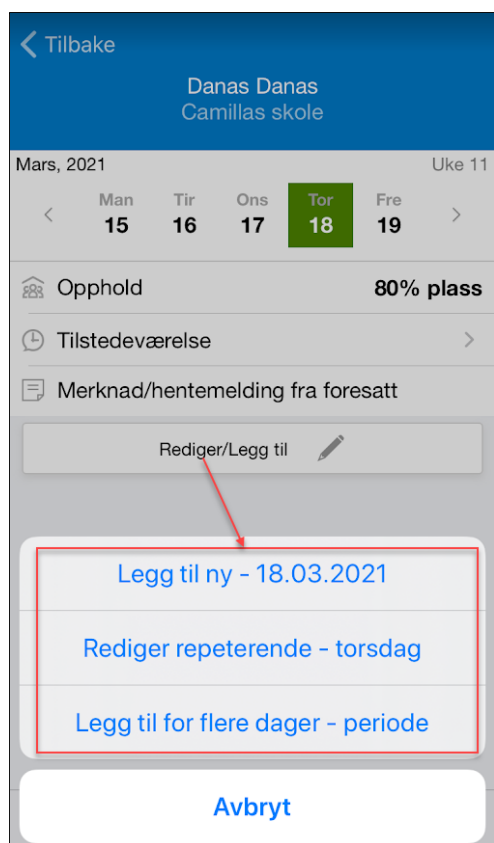 Tilbake
Danas Danas
Camillas skole
Mars, 2021 Uke 11
Man Tir Ons Tor Fre
15 16 17 18 19
Opphold 80% plass
Tilstedeværelse
Merknad/hentemelding fra foresatt
Rediger/Legg til
Legg til ny - 18.03.2021
Rediger repeterende - torsdag
Legg til for flere dager - periode
Avbryt